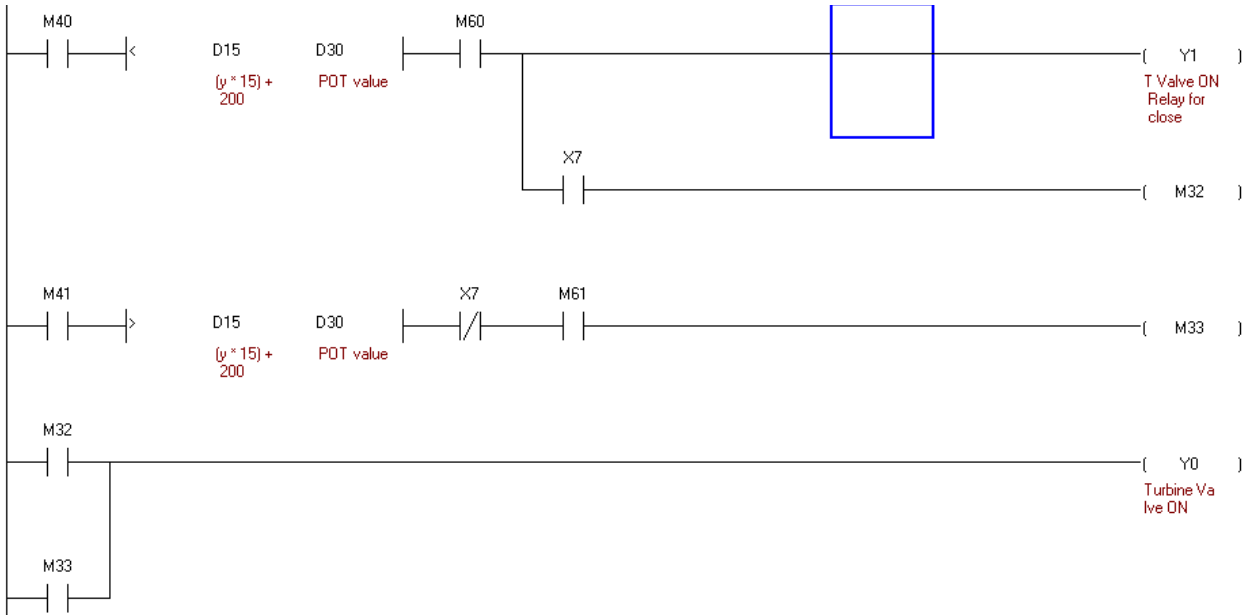 M40 M60
< D15 D30 ( Y1 )
(y * 15) + 200 POT value T Valve ON Relay for close
X7
( M32 )
M41 X7 M61
> D15 D30 ( M33 )
(y * 15) + 200 POT value
M32
( Y0 )
Turbine Va
lve ON
M33